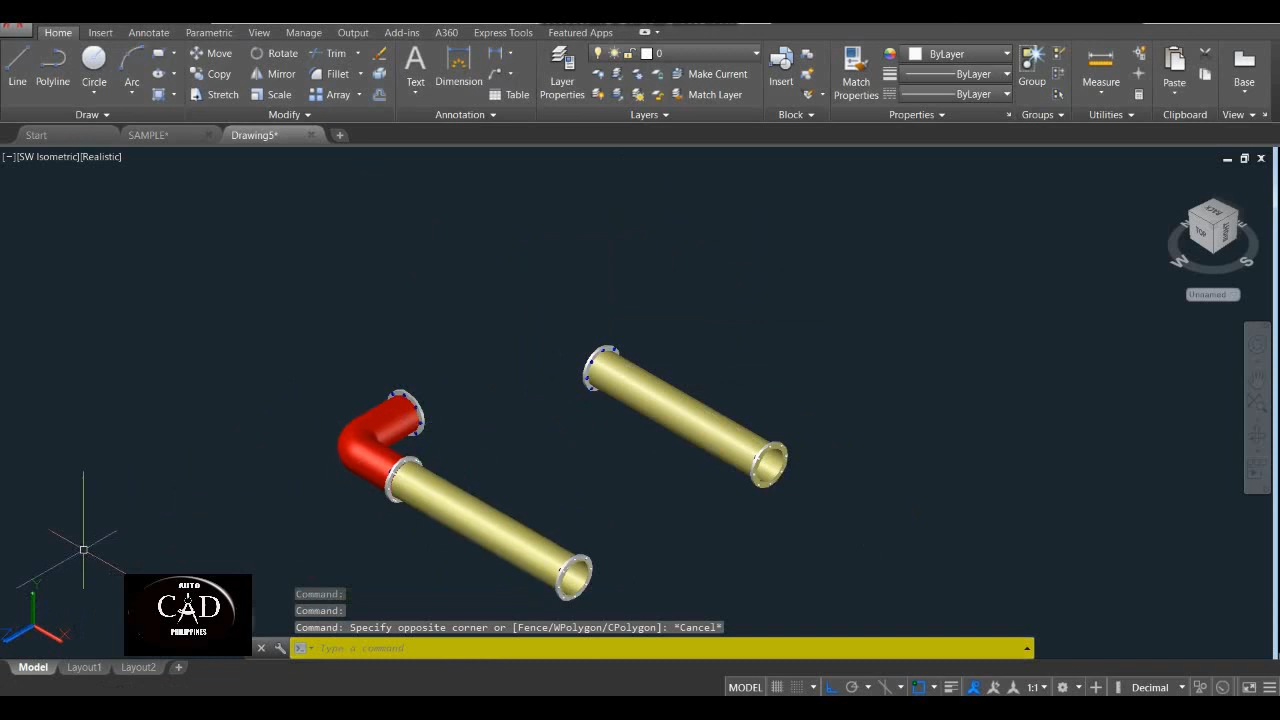 Home Insert Annotate Parametric View Manage Output Add-ins A360 Express Tools Featured Apps
Line Polyline Circle Arc
Move Rotate Trim
Copy Mirror Fillet
Stretch Scale Array
Text Dimension Table
Layer Properties
0
Make Current
Match Layer
Insert
Match Properties
ByLayer
ByLayer
ByLayer
Group Measure Paste Base
Draw Modify Annotation Layers Block Properties Groups Utilities Clipboard View
Start SAMPLE* Drawing5*
[−][SW Isometric][Realistic]
BACK
TOP
W S
Unnamed
Y
Z X
AUTO
CAD
PHILIPPINES
Command:
Command:
Command: Specify opposite corner or [Fence/WPolygon/CPolygon]: *Cancel*
Type a command
Model Layout1 Layout2
MODEL 1:1 Decimal